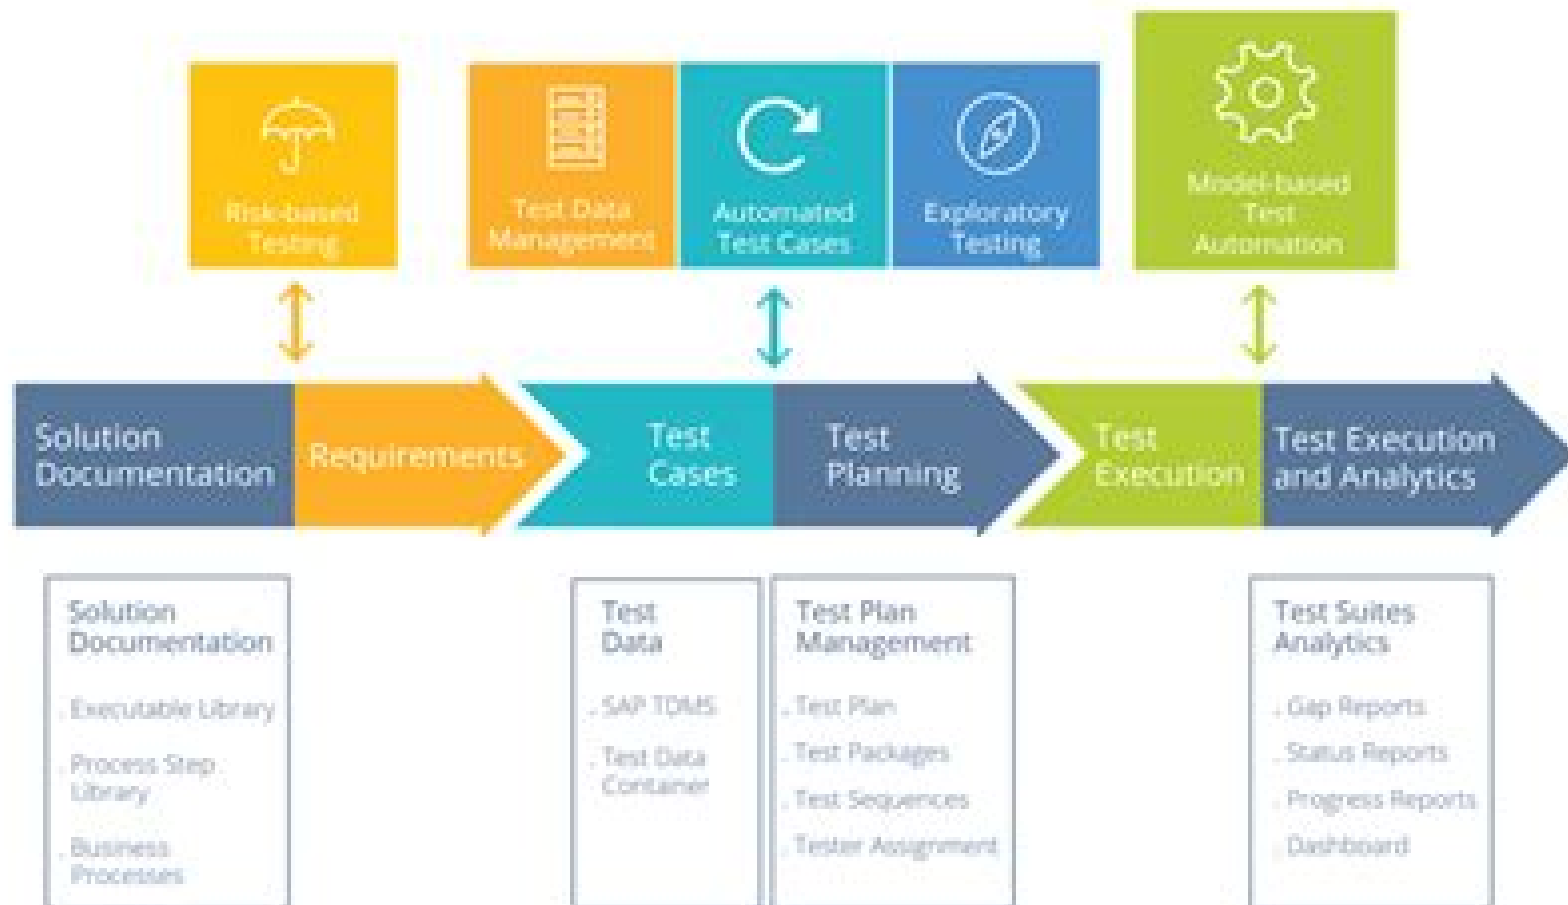 Risk-based
Testing
Test Data
Management
Automated
Test Cases
Exploratory
Testing
Model-based
Test
Automation
Solution
Documentation
Requirements
Test
Cases
Test
Planning
Test
Execution
Test Execution
and Analytics
Solution
Documentation
. Executable Library
. Process Step
Library
. Business
Processes
Test
Data
. SAP TDMS
. Test Data
Container
Test Plan
Management
. Test Plan
. Test Packages
. Test Sequences
. Tester Assignment
Test Suites
Analytics
. Gap Reports
. Status Reports
. Progress Reports
. Dashboard